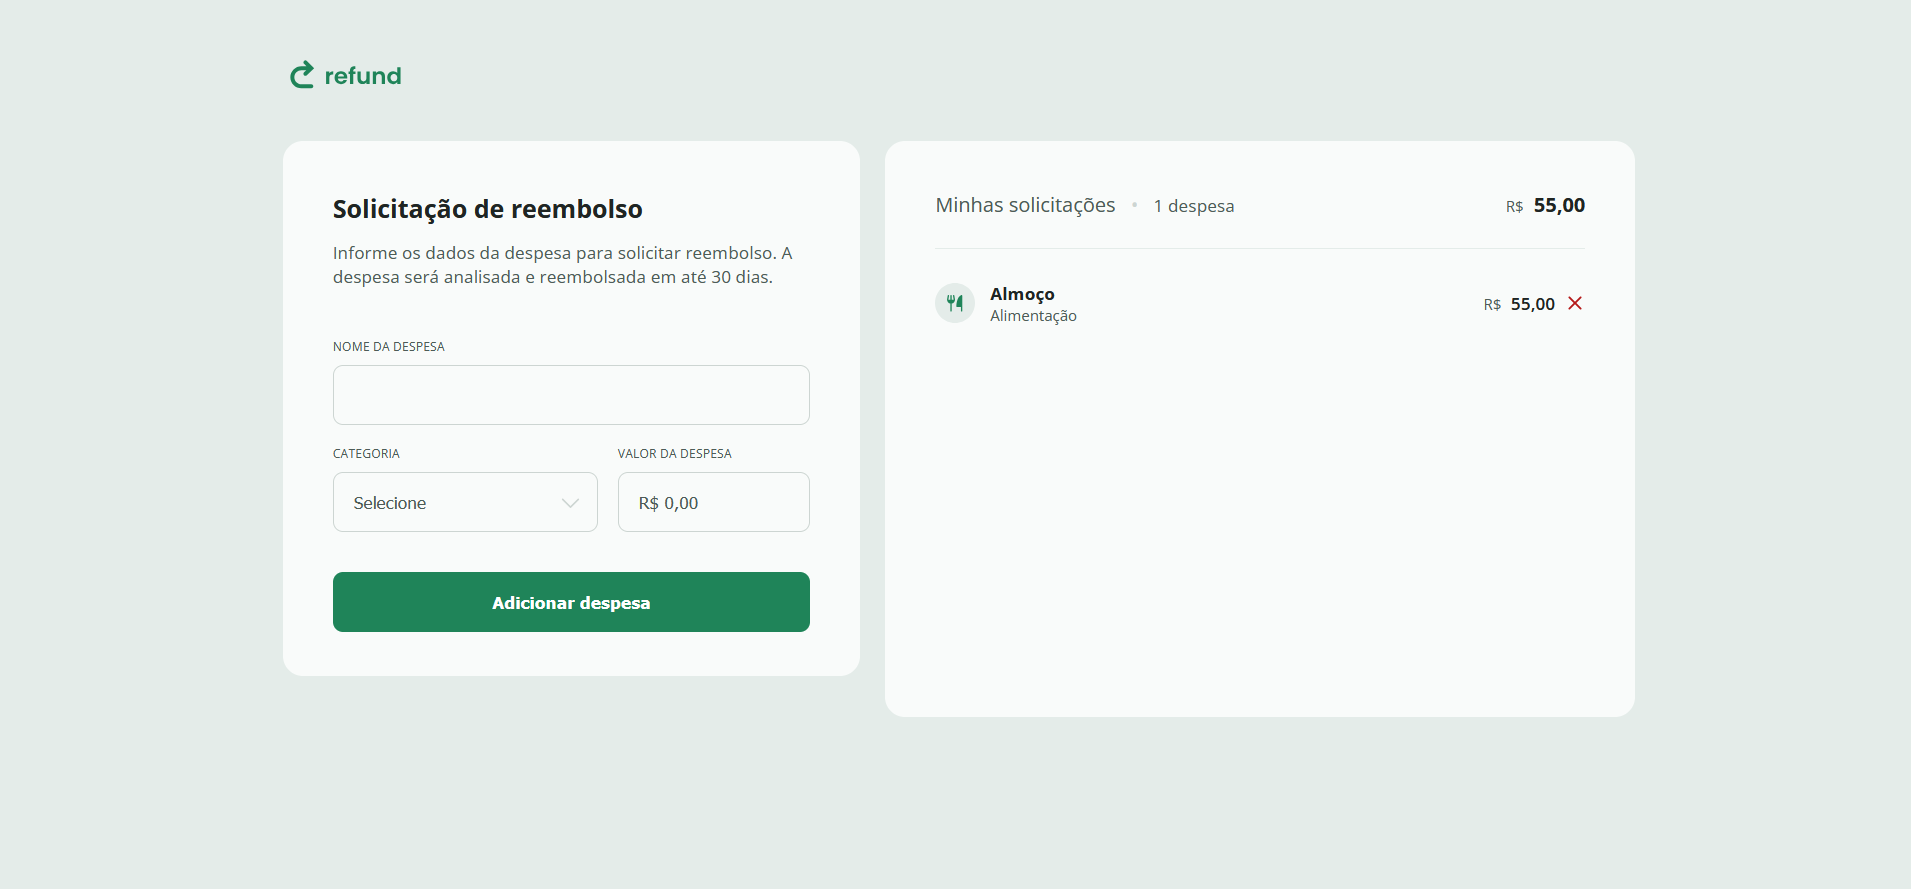 refund
Solicitação de reembolso
Informe os dados da despesa para solicitar reembolso. A
despesa será analisada e reembolsada em até 30 dias.
NOME DA DESPESA
CATEGORIA
VALOR DA DESPESA
Selecione
R$ 0,00
Adicionar despesa
Minhas solicitações • 1 despesa
R$ 55,00
Almoço
Alimentação
R$ 55,00